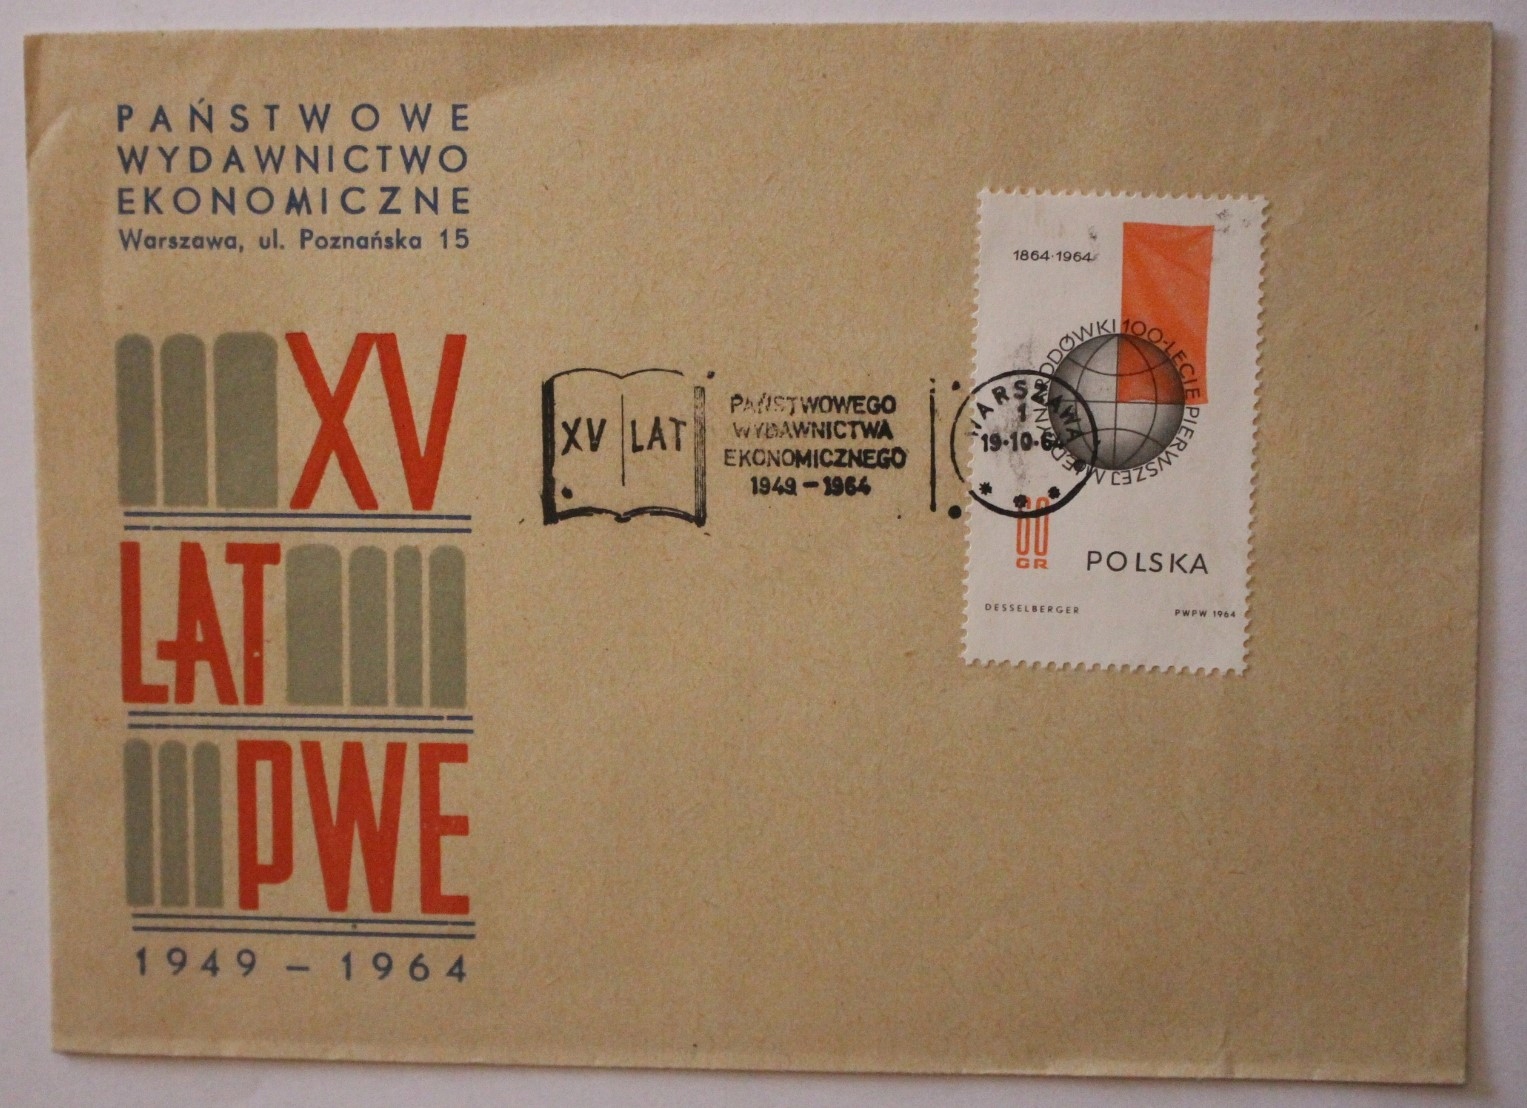 PAŃSTWOWE
WYDAWNICTWO
EKONOMICZNE
Warszawa, ul. Poznańska 15
XV
LAT
PWE
1949 – 1964
XV LAT
PAŃSTWOWEGO
WYDAWNICTWA
EKONOMICZNEGO
1949 – 1964
WARSZAWA
1
19·10·64
1864·1964
100-LECIE PIERWSZEJ MIĘDZYNARODÓWKI
60
GR
POLSKA
DESSELBERGER
PWPW 1964